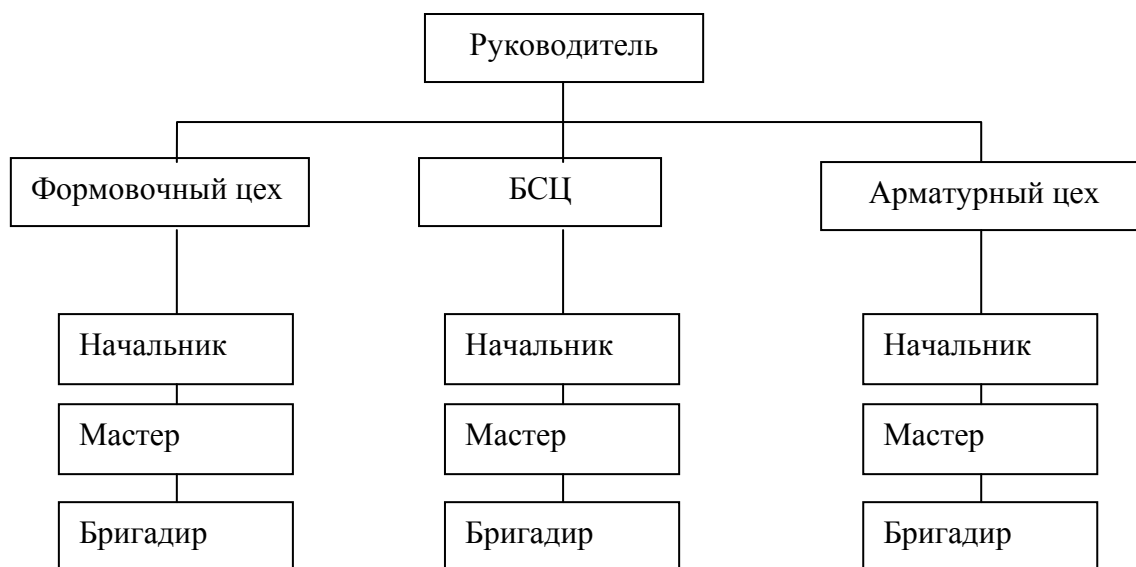 Руководитель
Формовочный цех
БСЦ
Арматурный цех
Начальник
Начальник
Начальник
Мастер
Мастер
Мастер
Бригадир
Бригадир
Бригадир